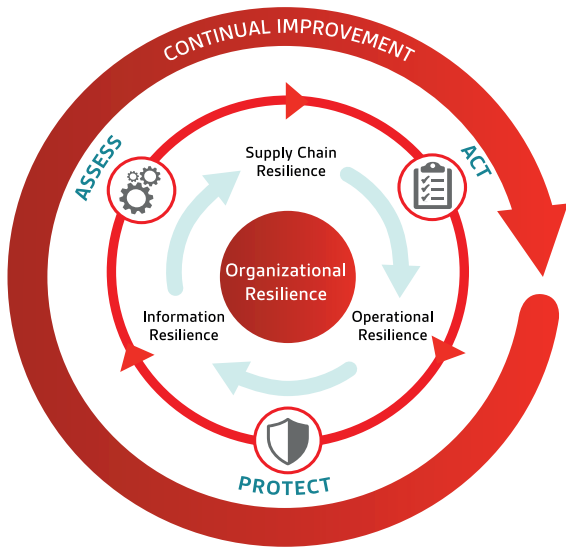 CONTINUAL IMPROVEMENT
ASSESS
ACT
Supply Chain
Resilience
Organizational
Resilience
Information
Resilience
Operational
Resilience
PROTECT